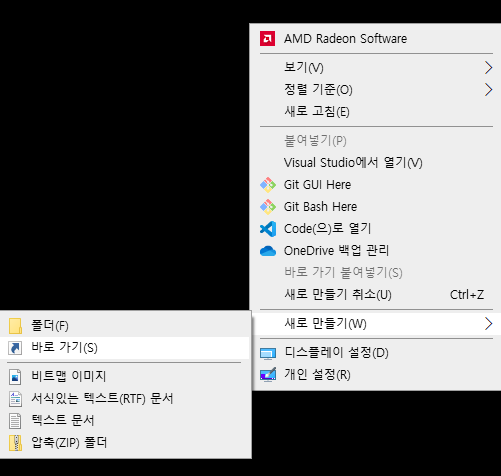 AMD Radeon Software
보기(V)
정렬 기준(O)
새로 고침(E)
붙여넣기(P)
Visual Studio에서 열기(V)
Git GUI Here
Git Bash Here
Code(으)로 열기
OneDrive 백업 관리
바로 가기 붙여넣기(S)
새로 만들기 취소(U) Ctrl+Z
새로 만들기(W)
디스플레이 설정(D)
개인 설정(R)
폴더(F)
바로 가기(S)
비트맵 이미지
서식있는 텍스트(RTF) 문서
텍스트 문서
압축(ZIP) 폴더